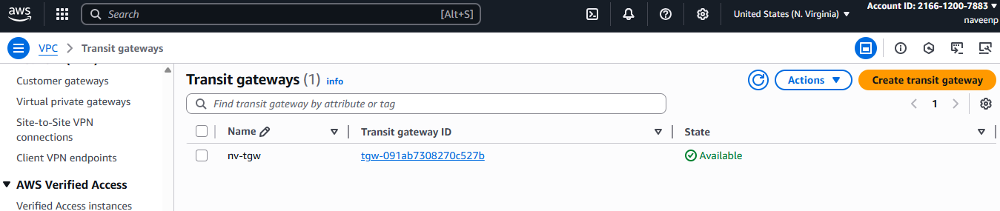 aws
Search [Alt+S]
United States (N. Virginia)
Account ID: 2166-1200-7883
naveenp
VPC
Transit gateways
Customer gateways
Virtual private gateways
Site-to-Site VPN
connections
Client VPN endpoints
AWS Verified Access
Verified Access instances
Transit gateways (1) info
Actions
Create transit gateway
Find transit gateway by attribute or tag
1
Name Transit gateway ID State
nv-tgw tgw-091ab7308270c527b Available